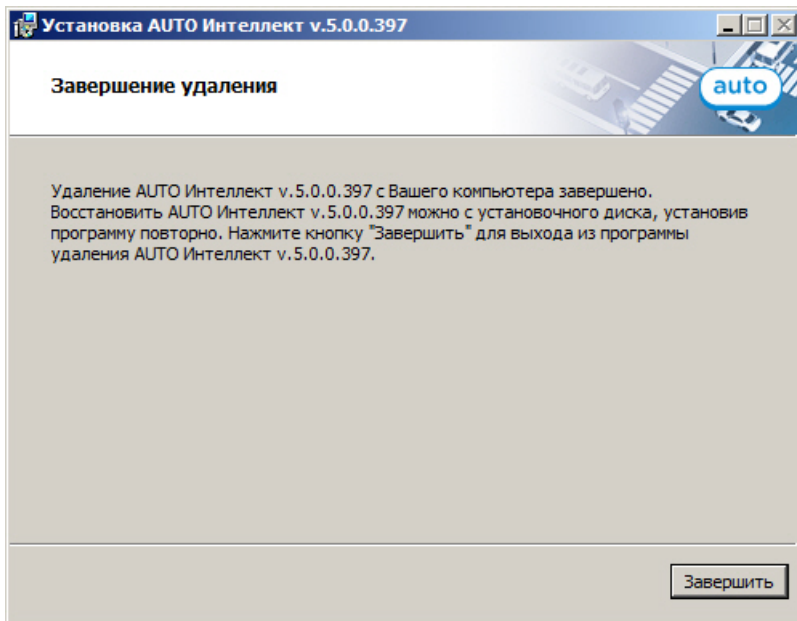 Установка AUTO Интеллект v.5.0.0.397
Завершение удаления
auto
Удаление AUTO Интеллект v.5.0.0.397 с Вашего компьютера завершено.
Восстановить AUTO Интеллект v.5.0.0.397 можно с установочного диска, установив
программу повторно. Нажмите кнопку "Завершить" для выхода из программы
удаления AUTO Интеллект v.5.0.0.397.
Завершить